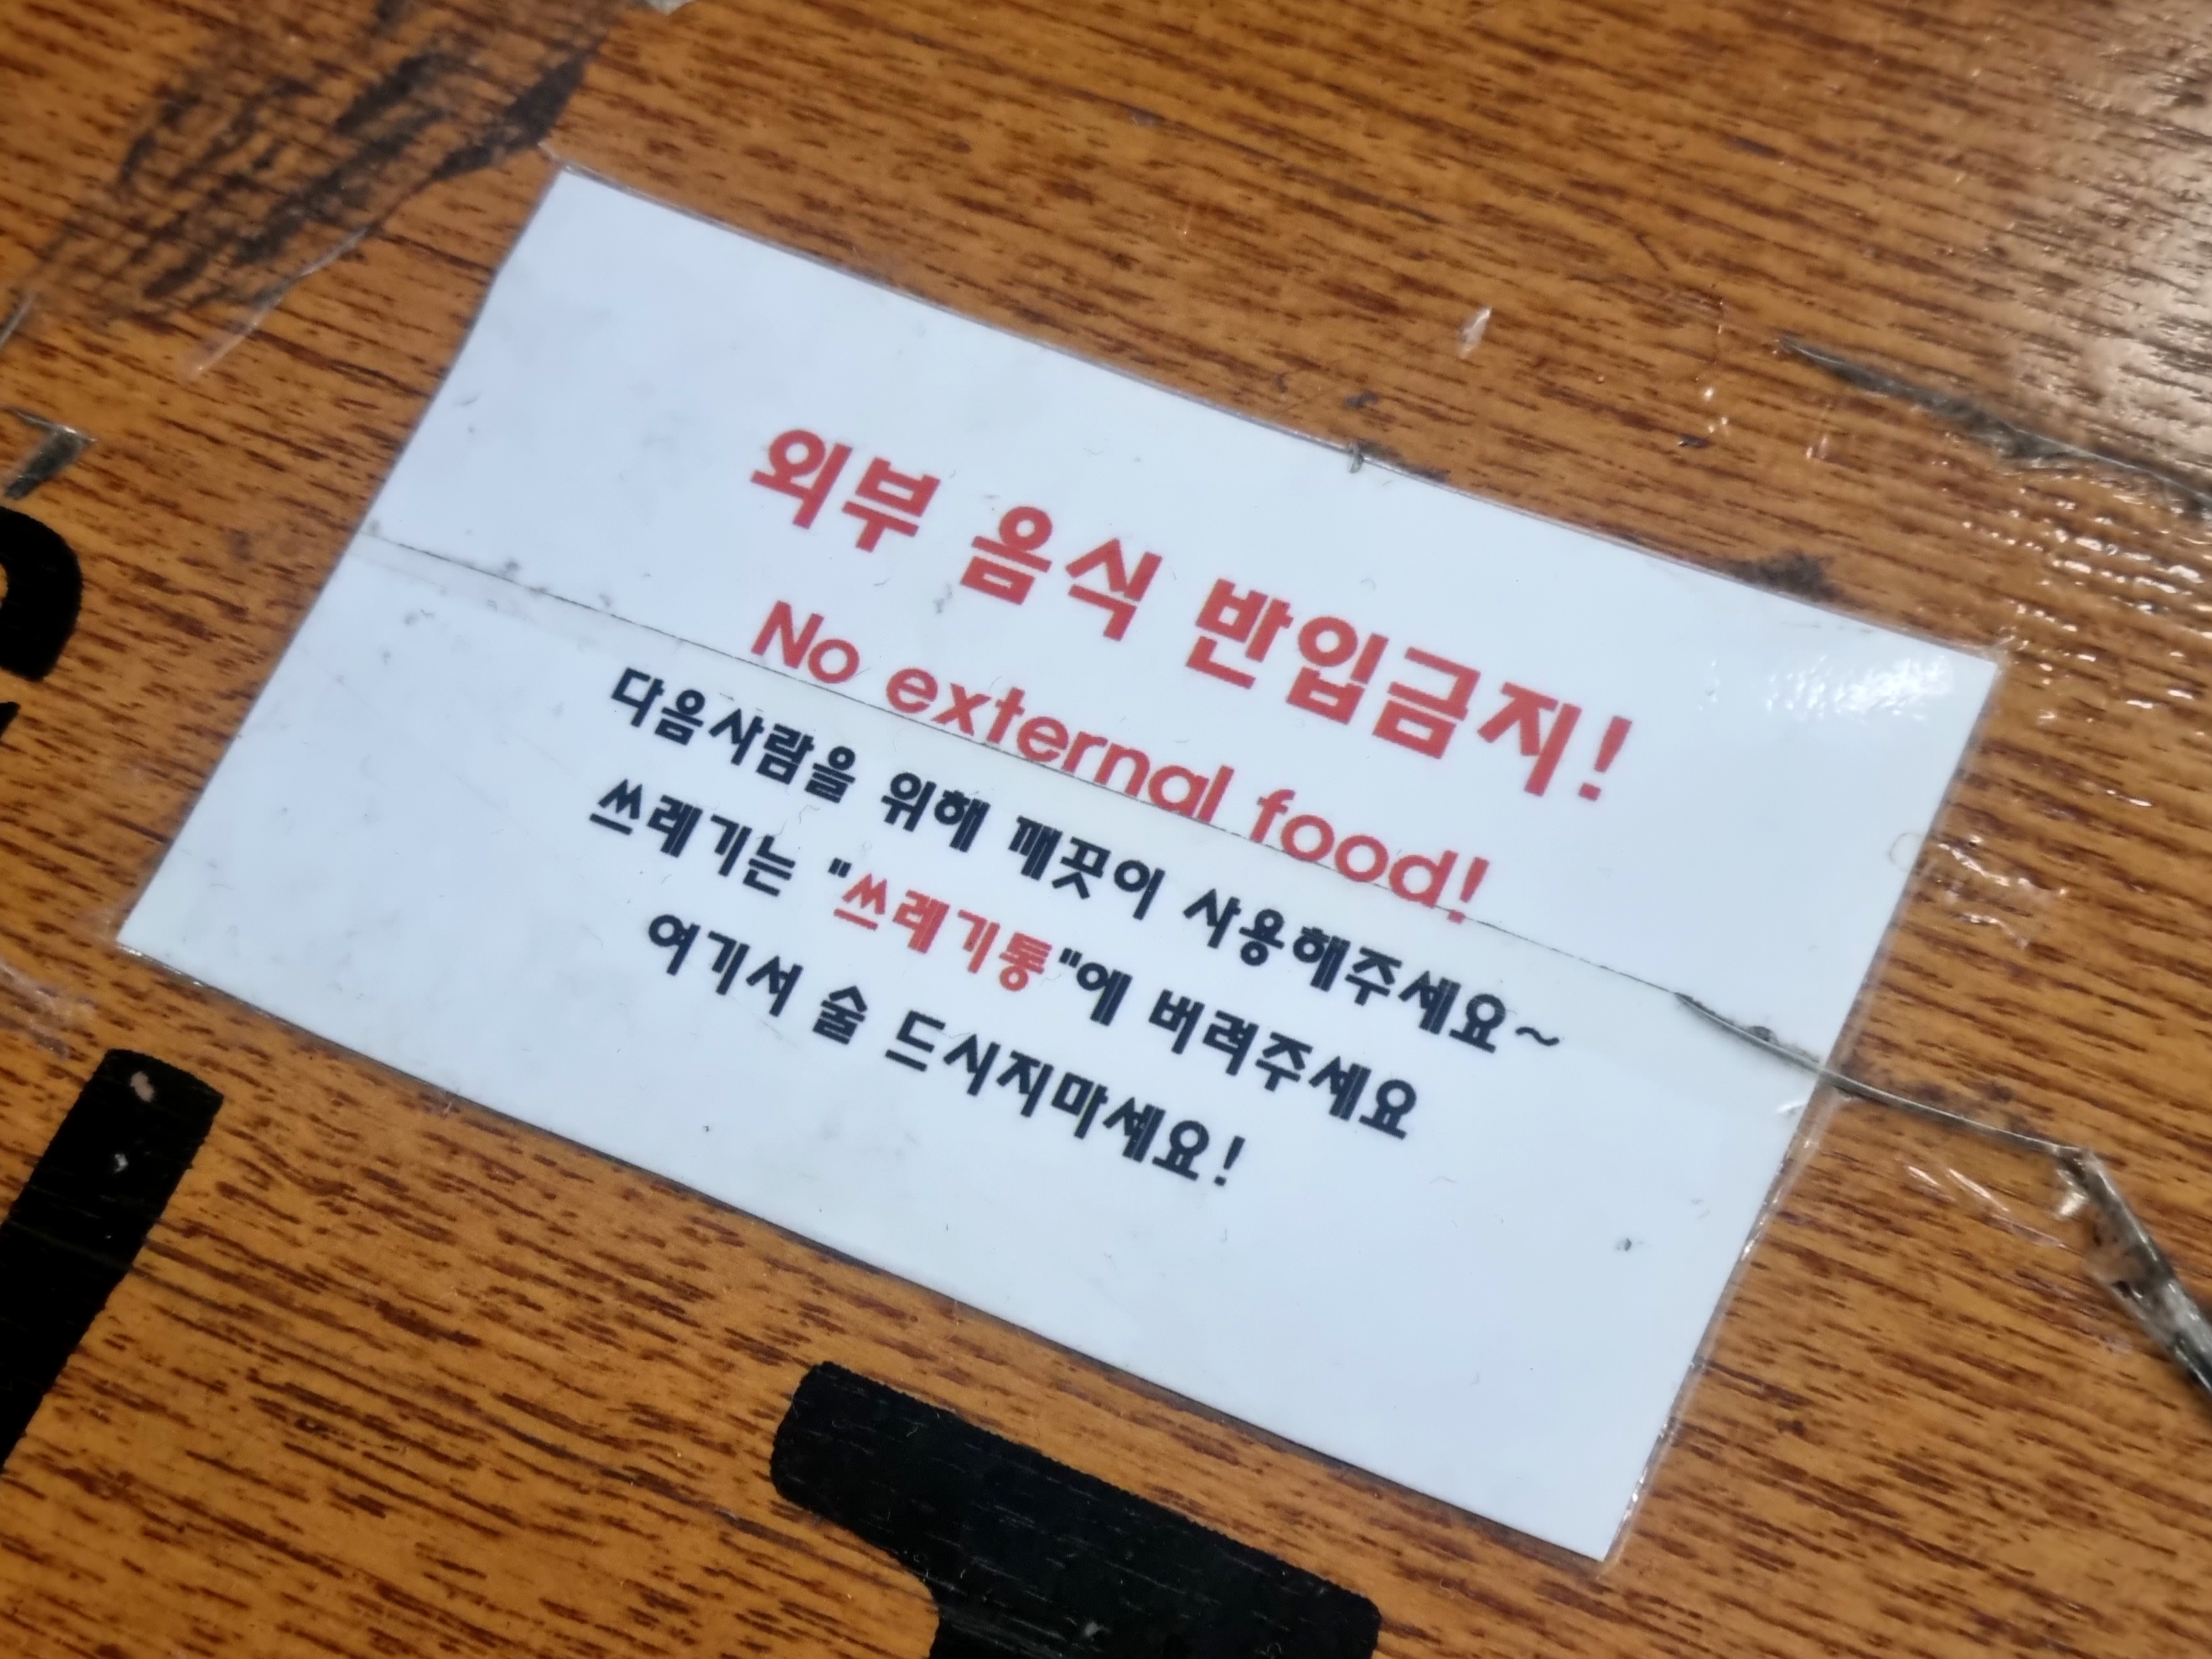 외부 음식 반입금지!
No external food!
다음사람을 위해 깨끗이 사용해주세요~
쓰레기는 "쓰레기통"에 버려주세요
여기서 술 드시지마세요!